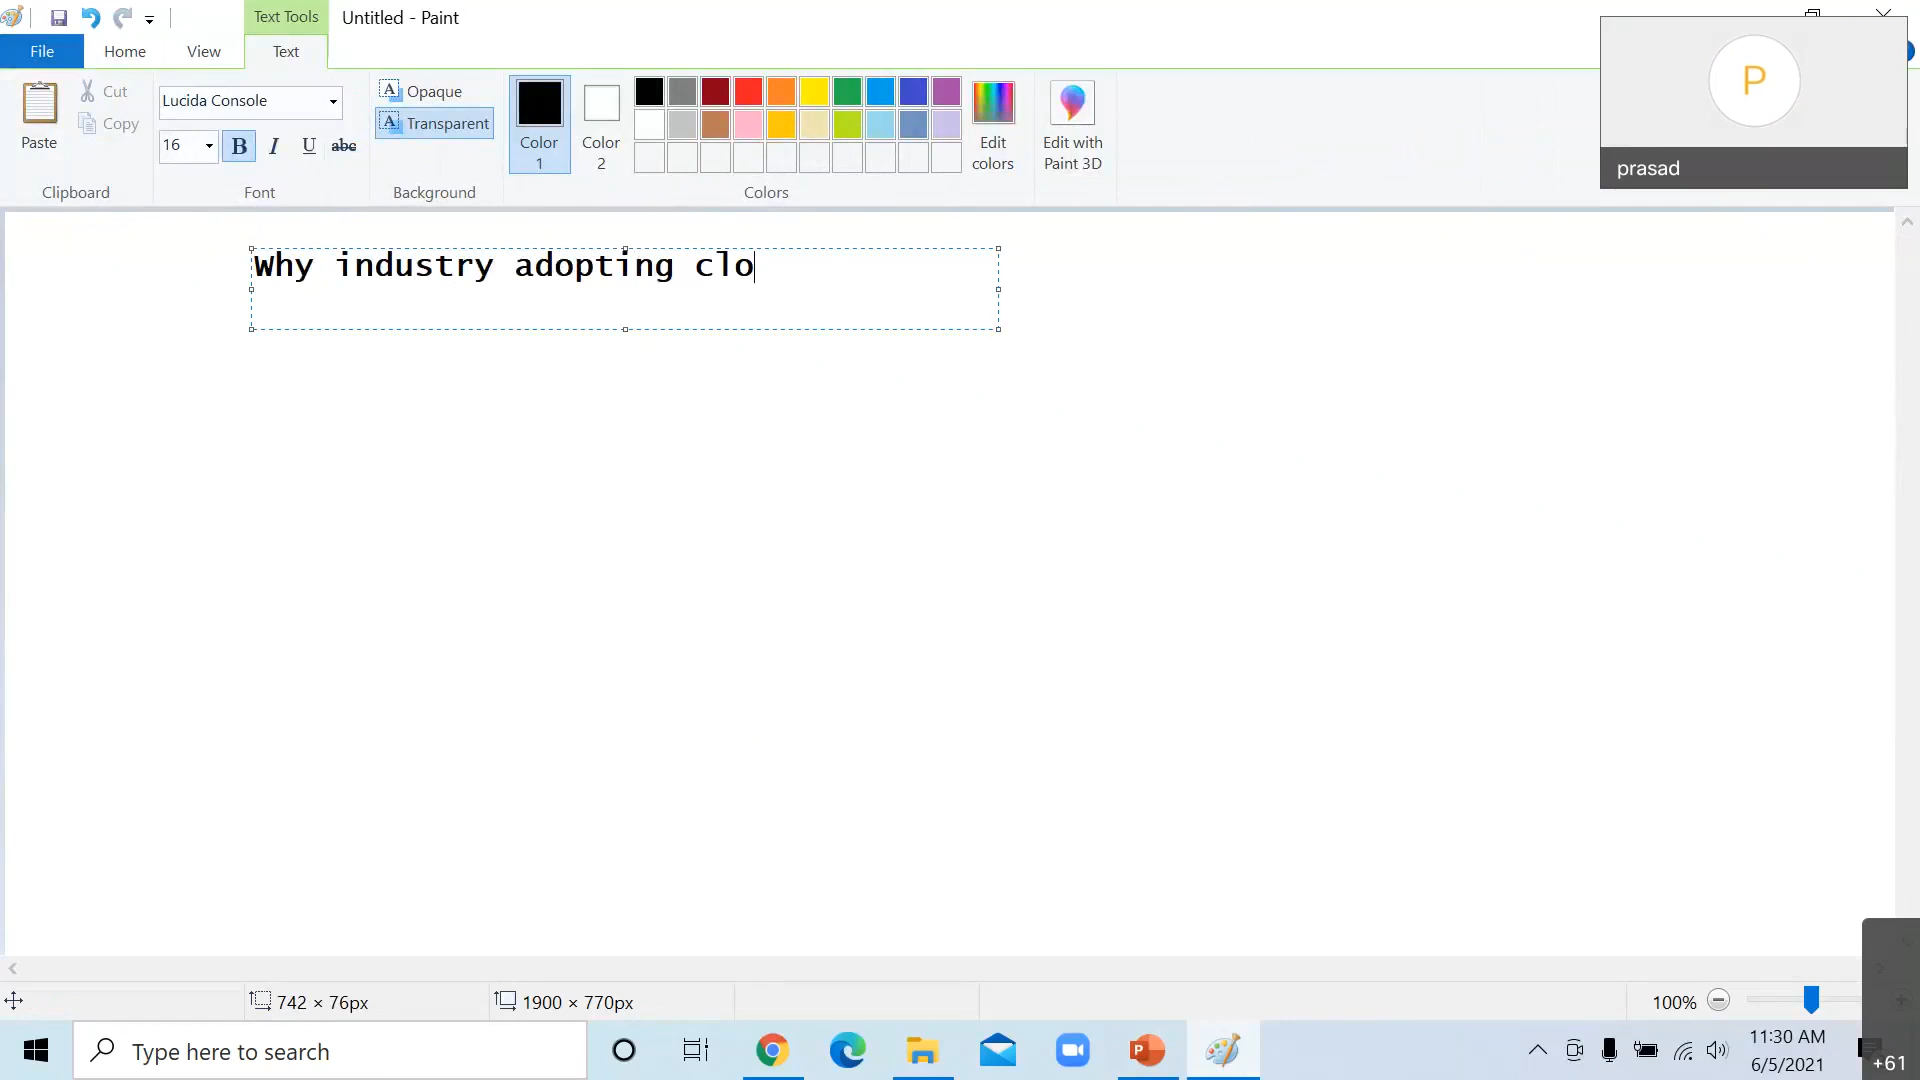 Text Tools
Untitled - Paint
File
Home
View
Text
Paste
Cut
Copy
Clipboard
Lucida Console
16
B
I
U
abc
Font
A Opaque
A Transparent
Background
Color 1
Color 2
Edit colors
Colors
Edit with Paint 3D
P
prasad
Why industry adopting clo
742 × 76px
1900 × 770px
100%
Type here to search
P
11:30 AM
6/5/2021
+61